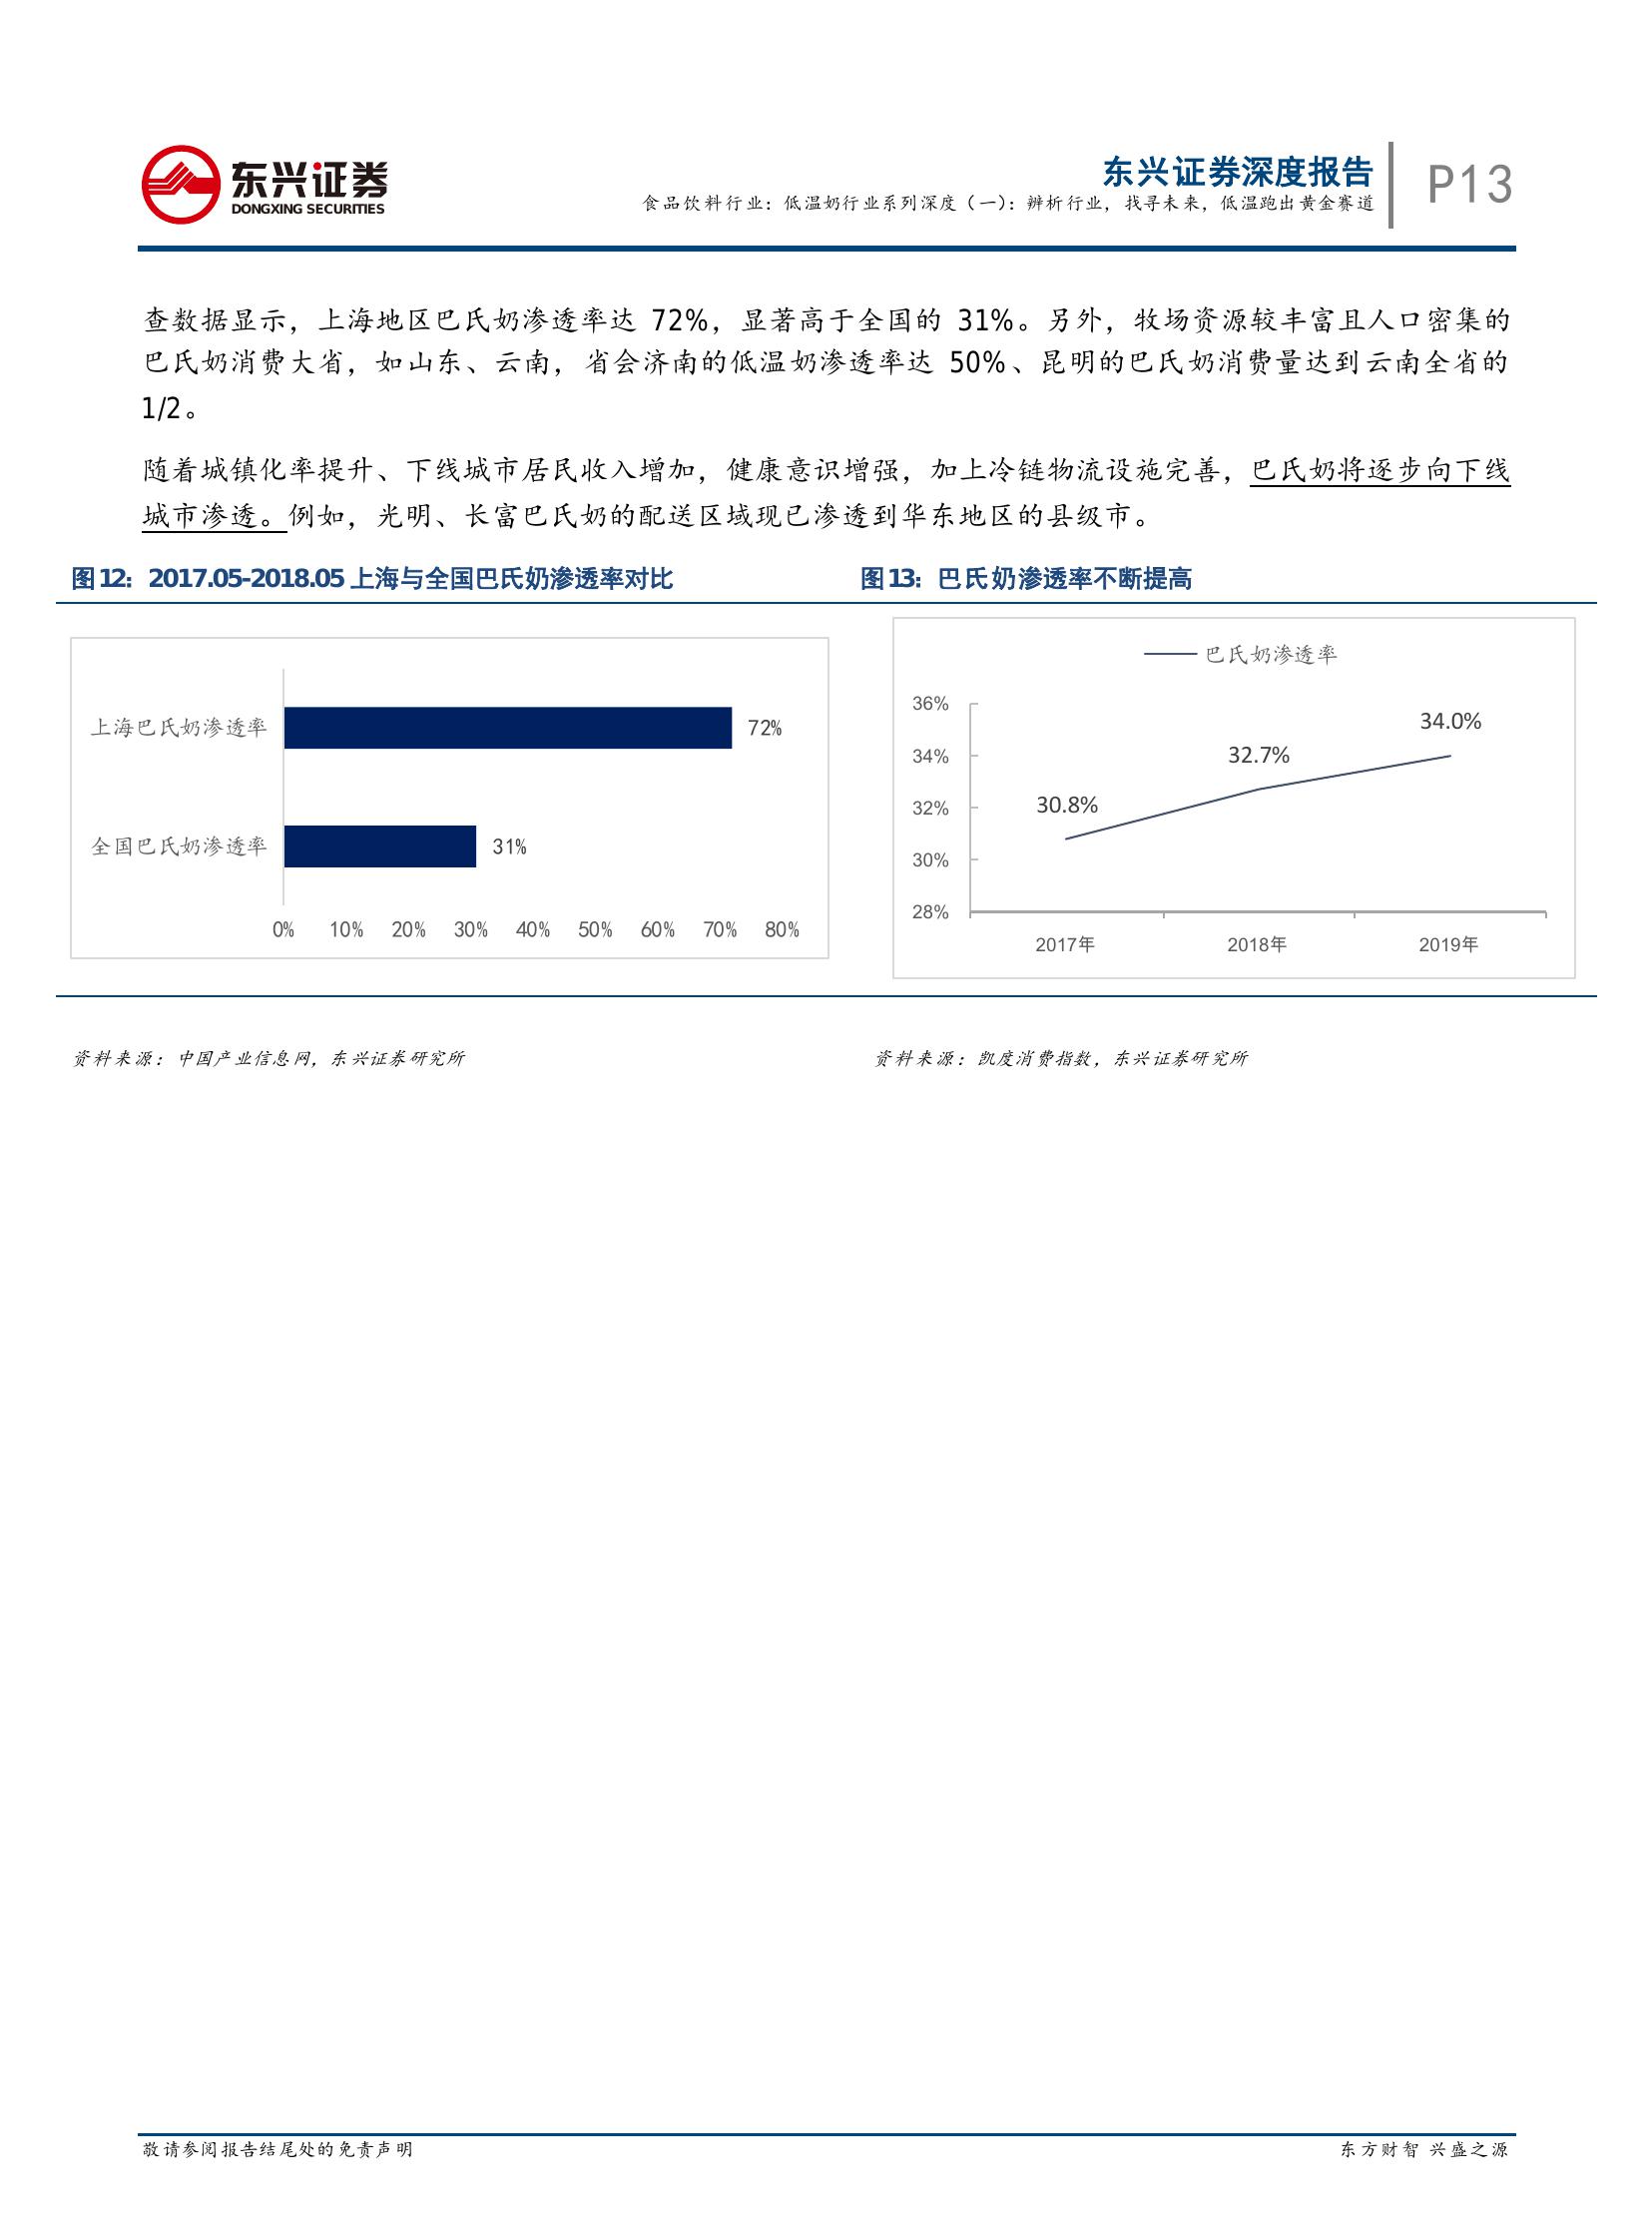 东兴证券
DONGXING SECURITIES
东兴证券深度报告
食品饮料行业：低温奶行业系列深度（一）：辨析行业，找寻未来，低温跑出黄金赛道
P13
查数据显示，上海地区巴氏奶渗透率达 72%，显著高于全国的 31%。另外，牧场资源较丰富且人口密集的
巴氏奶消费大省，如山东、云南，省会济南的低温奶渗透率达 50%、昆明的巴氏奶消费量达到云南全省的
1/2。
随着城镇化率提升、下线城市居民收入增加，健康意识增强，加上冷链物流设施完善，巴氏奶将逐步向下线
城市渗透。例如，光明、长富巴氏奶的配送区域现已渗透到华东地区的县级市。
图 12：2017.05-2018.05 上海与全国巴氏奶渗透率对比
上海巴氏奶渗透率
72%
全国巴氏奶渗透率
31%
0% 10% 20% 30% 40% 50% 60% 70% 80%
资料来源：中国产业信息网，东兴证券研究所
图 13：巴氏奶渗透率不断提高
巴氏奶渗透率
36%
34%
32%
30%
28%
30.8%
32.7%
34.0%
2017年 2018年 2019年
资料来源：凯度消费指数，东兴证券研究所
敬请参阅报告结尾处的免责声明
东方财智 兴盛之源